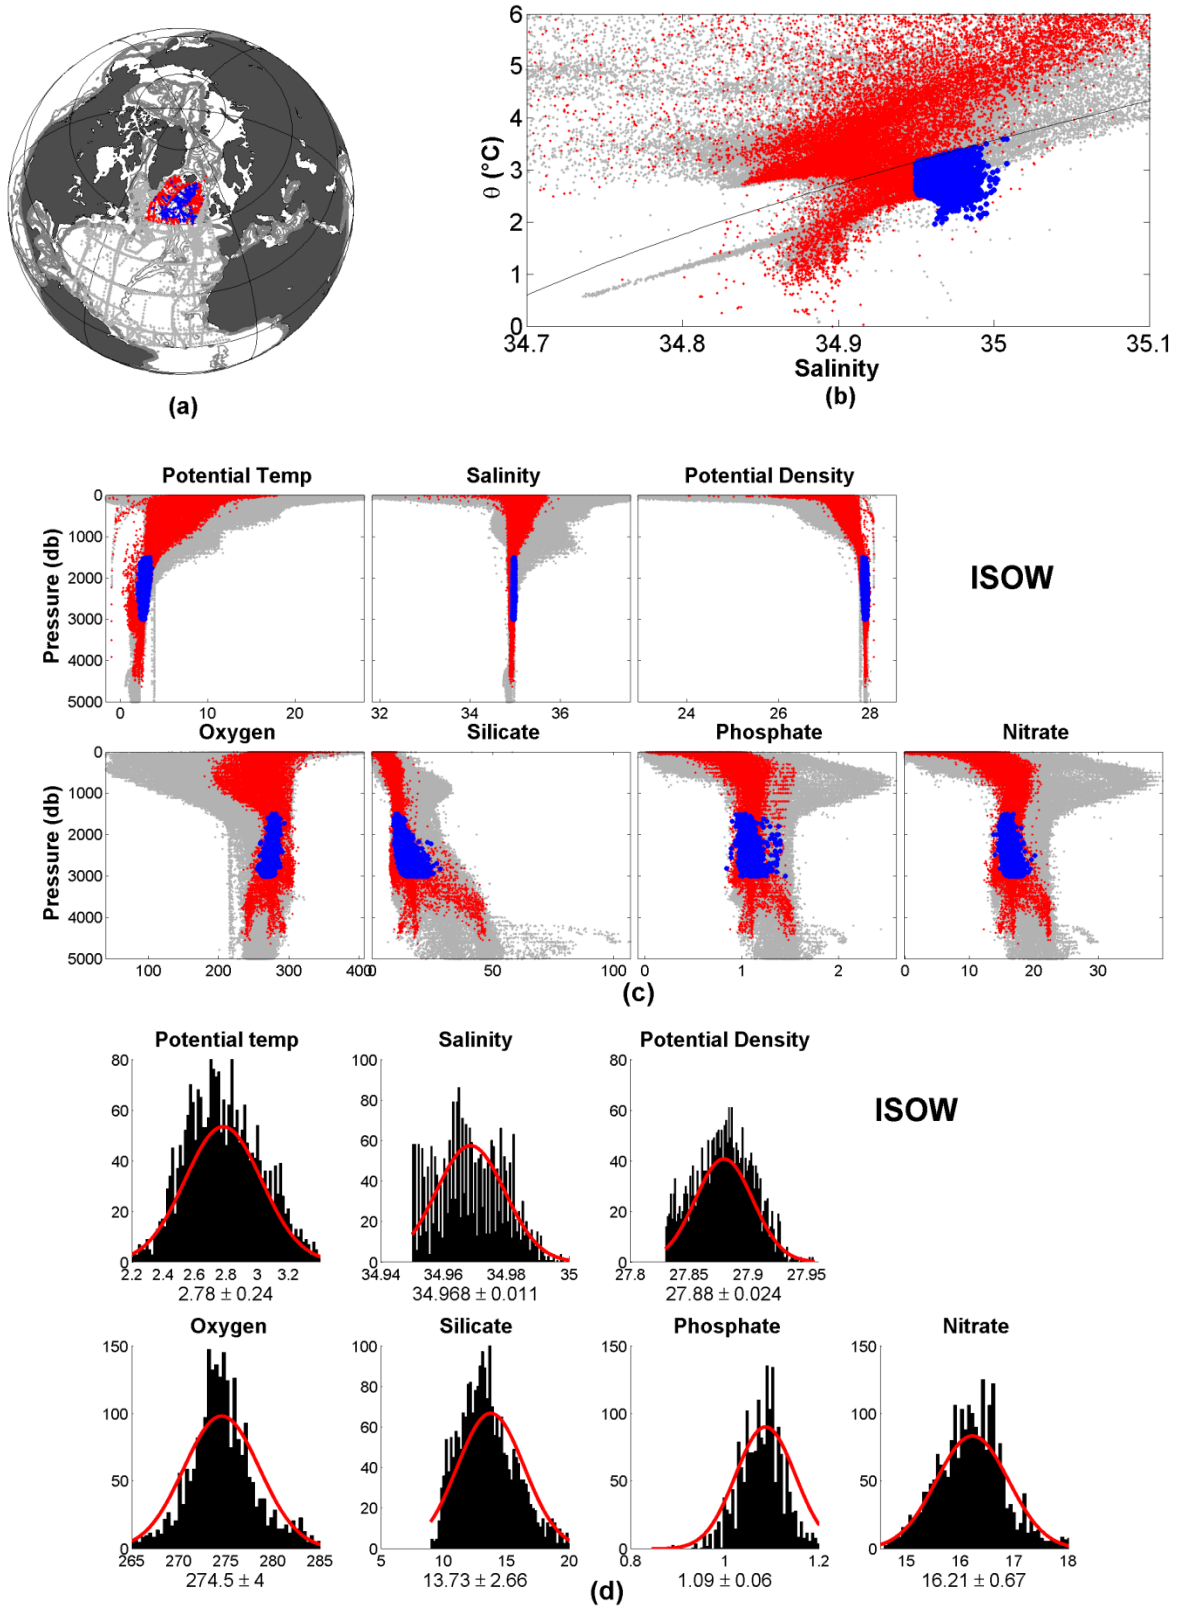 6
5
4
3
2
1
0
θ (°C)
34.7 34.8 34.9 35 35.1
Salinity
(a)
(b)
Potential Temp Salinity Potential Density
0
1000
2000
3000
4000
5000
Pressure (db)
0 10 20
32 34 36
24 26 28
ISOW
Oxygen Silicate Phosphate Nitrate
0
1000
2000
3000
4000
5000
Pressure (db)
100 200 300 400
0 50 100
0 1 2
0 10 20 30
(c)
Potential temp Salinity Potential Density
80
60
40
20
0
2.2 2.4 2.6 2.8 3 3.2
2.78 ± 0.24
100
80
60
40
20
0
34.94 34.96 34.98 35
34.968 ± 0.011
80
60
40
20
0
27.8 27.85 27.9 27.95
27.88 ± 0.024
ISOW
Oxygen Silicate Phosphate Nitrate
150
100
50
0
265 270 275 280 285
274.5 ± 4
100
80
60
40
20
0
5 10 15 20
13.73 ± 2.66
150
100
50
0
0.8 1 1.2
1.09 ± 0.06
150
100
50
0
15 16 17 18
16.21 ± 0.67
(d)